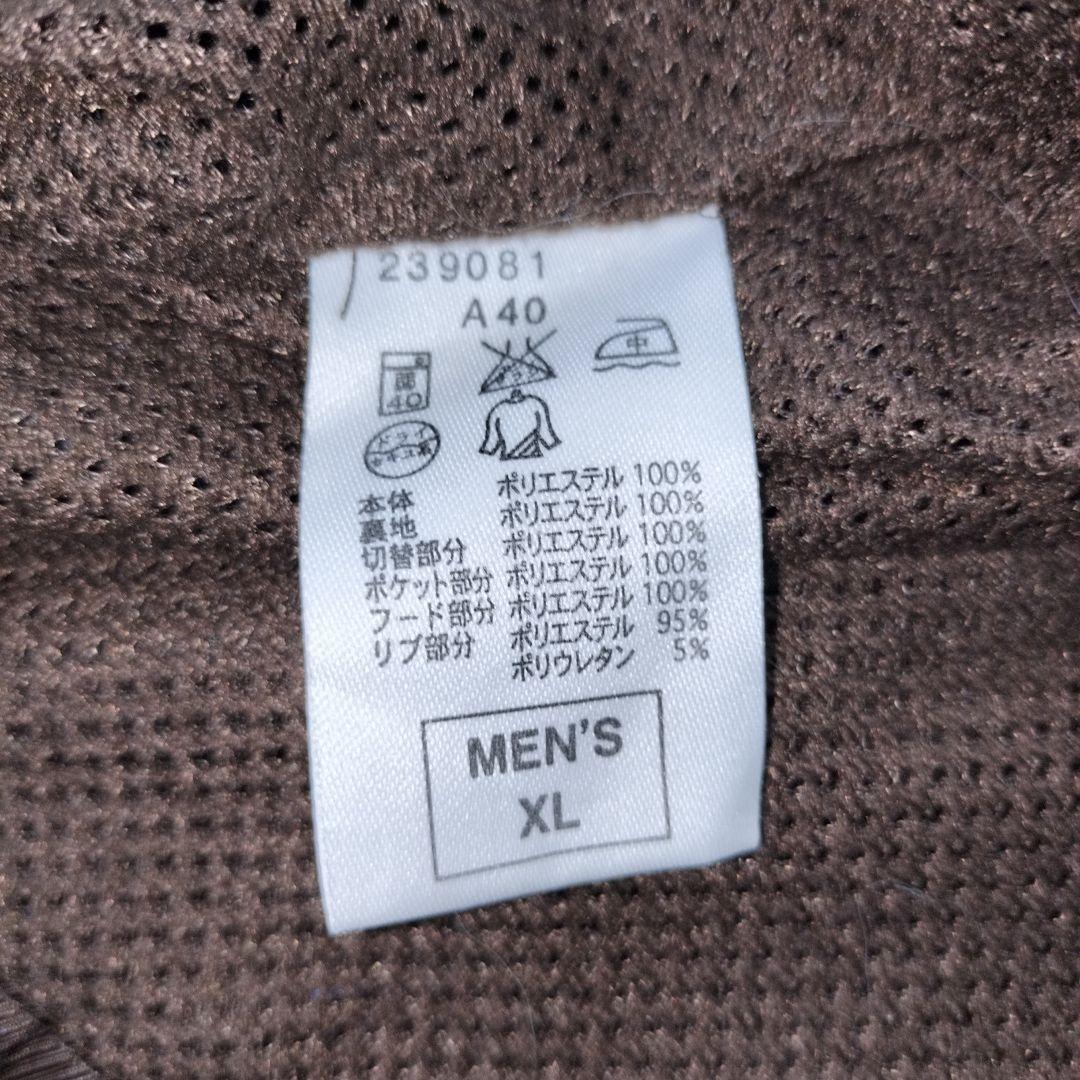 239081
A40
40
中
ドライ
本体 ポリエステル 100%
裏地 ポリエステル 100%
切替部分 ポリエステル 100%
ポケット部分 ポリエステル 100%
フード部分 ポリエステル 100%
リブ部分 ポリエステル 95%
ポリウレタン 5%
MEN'S
XL